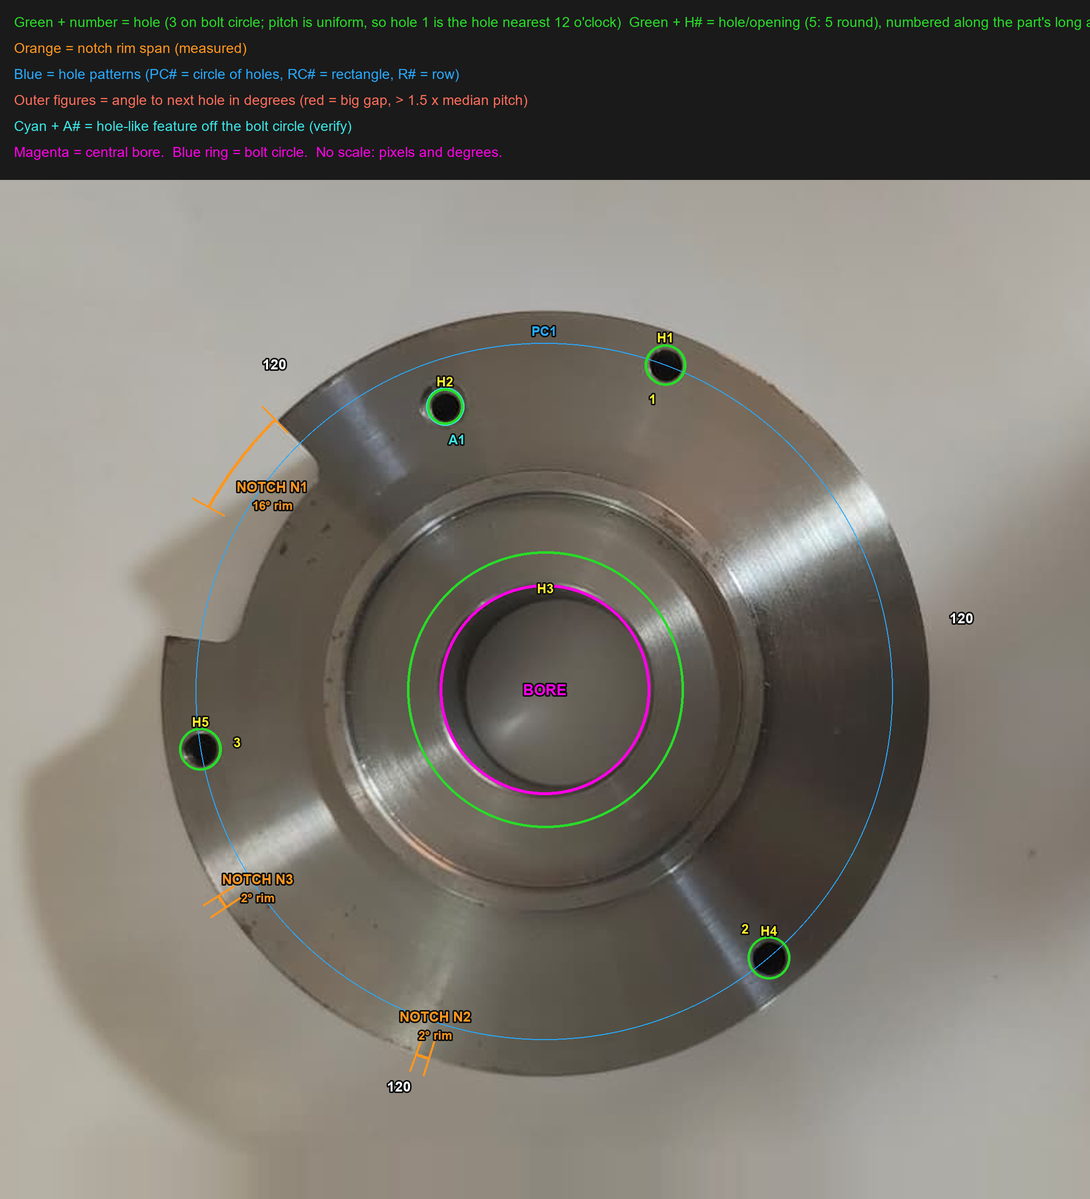 Green + number = hole (3 on bolt circle; pitch is uniform, so hole 1 is the hole nearest 12 o'clock)  Green + H# = hole/opening (5: 5 round), numbered along the part's long a
Orange = notch rim span (measured)
Blue = hole patterns (PC# = circle of holes, RC# = rectangle, R# = row)
Outer figures = angle to next hole in degrees (red = big gap, > 1.5 x median pitch)
Cyan + A# = hole-like feature off the bolt circle (verify)
Magenta = central bore.  Blue ring = bolt circle.  No scale: pixels and degrees.
PC1
H1
120
H2
1
A1
NOTCH N1
16° rim
H3
120
BORE
H5
3
NOTCH N3
2° rim
2 H4
NOTCH N2
2° rim
120